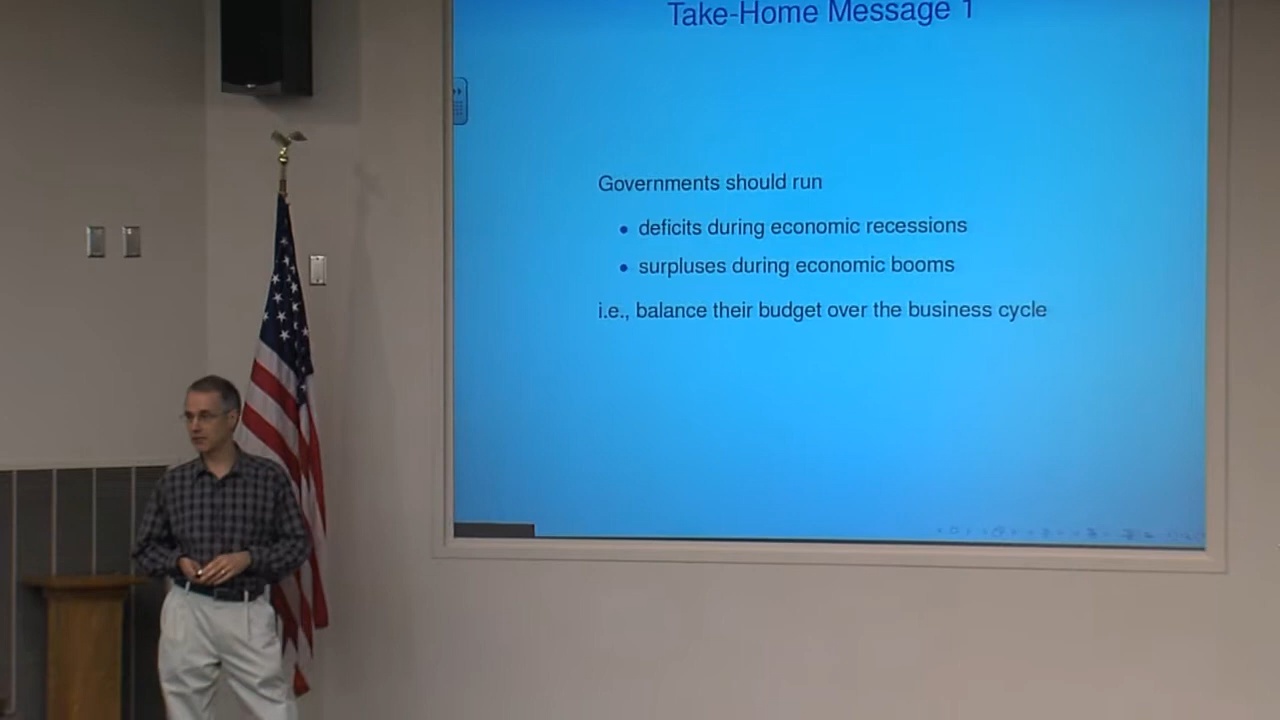 Take-Home Message 1
Governments should run
• deficits during economic recessions
• surpluses during economic booms
i.e., balance their budget over the business cycle